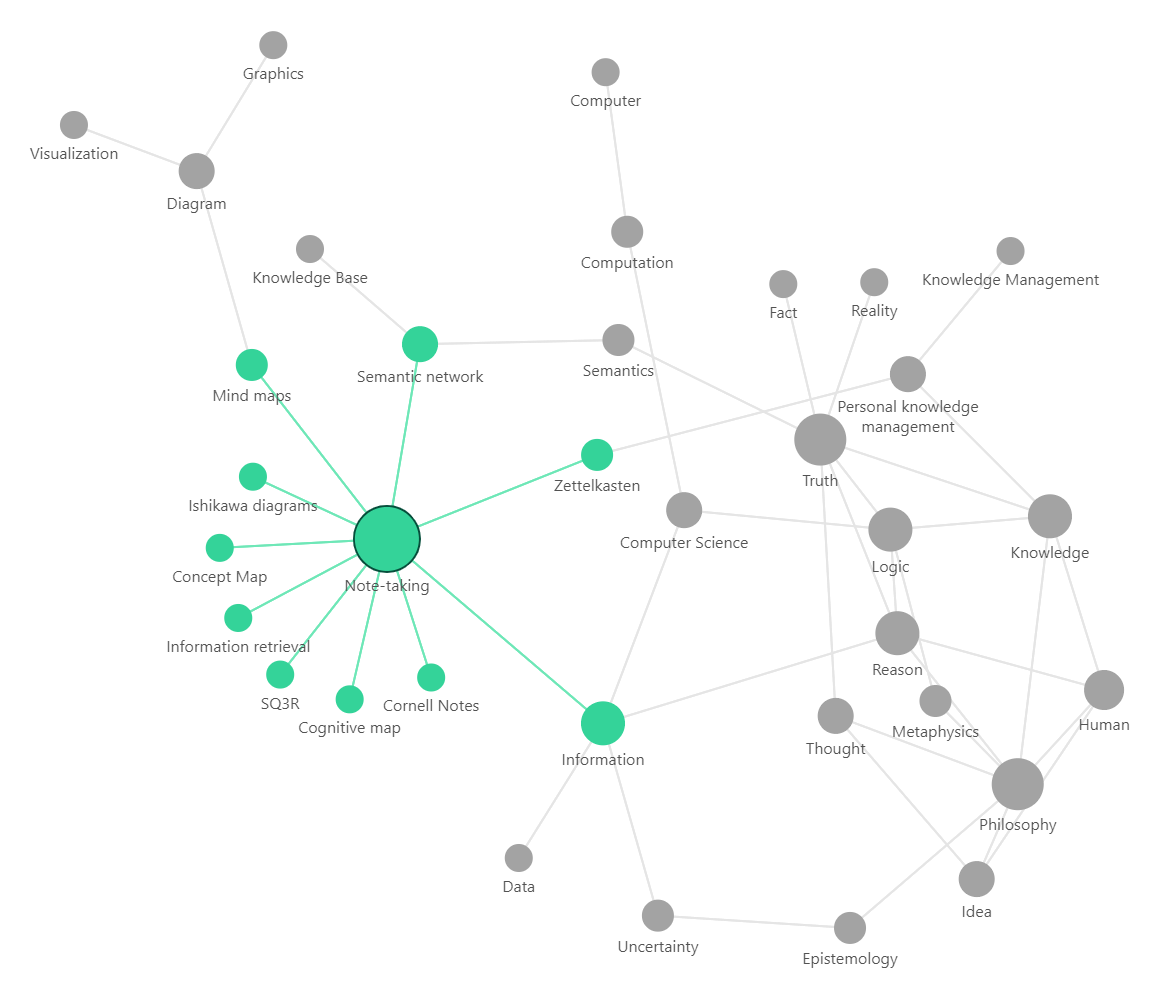 Graphics
Computer
Visualization
Diagram
Knowledge Base
Computation
Knowledge Management
Fact
Reality
Semantic network
Semantics
Mind maps
Personal knowledge
management
Truth
Zettelkasten
Ishikawa diagrams
Computer Science
Knowledge
Logic
Concept Map
Note-taking
Information retrieval
Reason
SQ3R
Cornell Notes
Cognitive map
Metaphysics
Human
Thought
Information
Philosophy
Data
Idea
Uncertainty
Epistemology